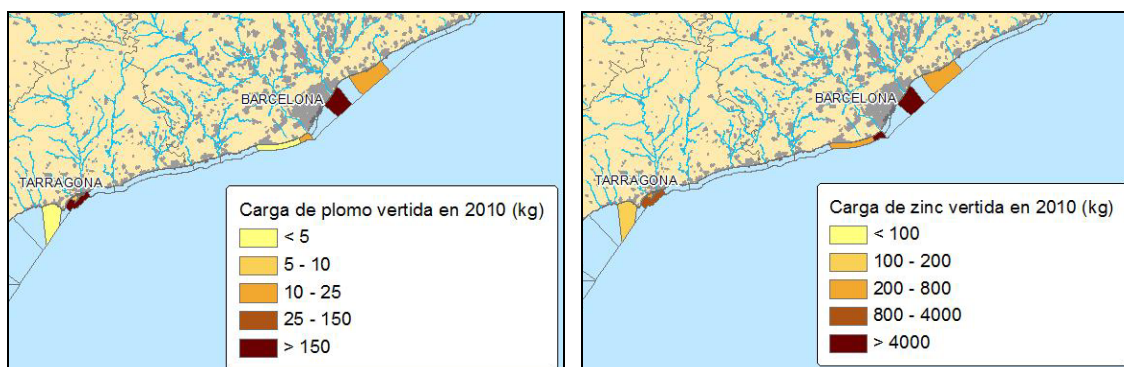 BARCELONA
TARRAGONA
Carga de plomo vertida en 2010 (kg)
< 5
5 - 10
10 - 25
25 - 150
> 150
BARCELONA
TARRAGONA
Carga de zinc vertida en 2010 (kg)
< 100
100 - 200
200 - 800
800 - 4000
> 4000